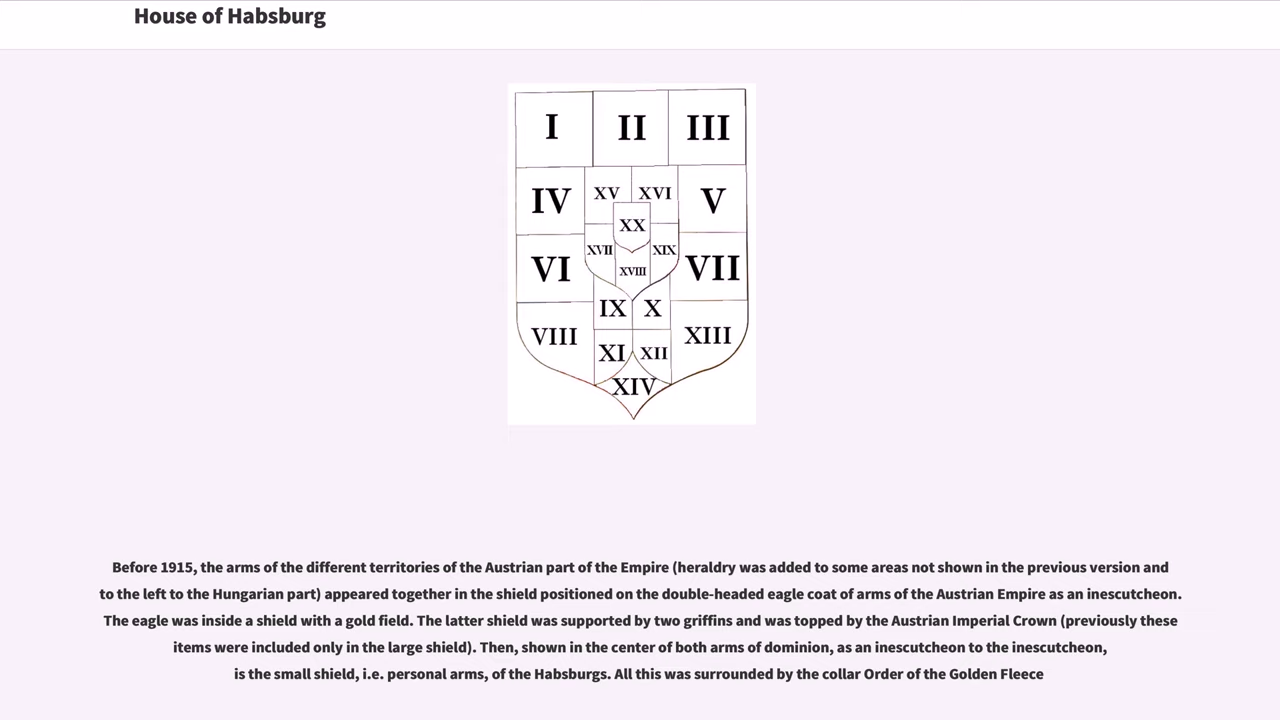 House of Habsburg
I II III
IV XV XVI V
XX
XVII XIX
VI XVIII VII
IX X
VIII XIII
XI XII
XIV
Before 1915, the arms of the different territories of the Austrian part of the Empire (heraldry was added to some areas not shown in the previous version and
to the left to the Hungarian part) appeared together in the shield positioned on the double-headed eagle coat of arms of the Austrian Empire as an inescutcheon.
The eagle was inside a shield with a gold field. The latter shield was supported by two griffins and was topped by the Austrian Imperial Crown (previously these
items were included only in the large shield). Then, shown in the center of both arms of dominion, as an inescutcheon to the inescutcheon,
is the small shield, i.e. personal arms, of the Habsburgs. All this was surrounded by the collar Order of the Golden Fleece